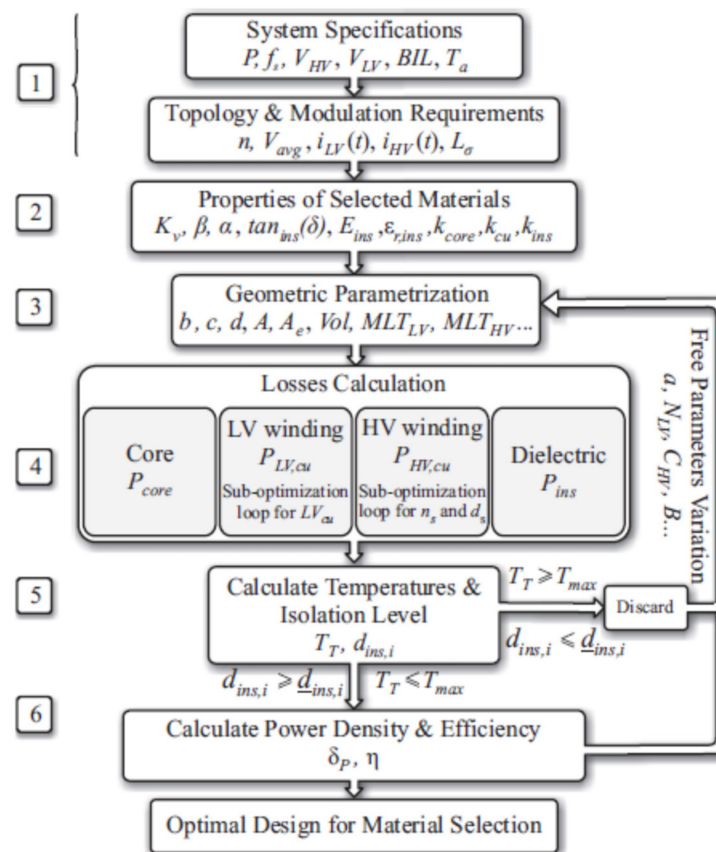 1
System Specifications
P, f_s, V_HV, V_LV, BIL, T_a
Topology & Modulation Requirements
n, V_avg, i_LV(t), i_HV(t), L_σ
2
Properties of Selected Materials
K_v, β, α, tan_ins(δ), E_ins, ε_r,ins, k_core, k_cu, k_ins
3
Geometric Parametrization
b, c, d, A, A_e, Vol, MLT_LV, MLT_HV...
4
Losses Calculation
Core
P_core
LV winding
P_LV,cu
Sub-optimization
loop for LV_cu
HV winding
P_HV,cu
Sub-optimization
loop for n_s and d_s
Dielectric
P_ins
Free Parameters Variation
a, N_LV, C_HV, B...
5
Calculate Temperatures &
Isolation Level
T_T, d_ins,i
T_T ⩾ T_max
Discard
d_ins,i ⩽ d_ins,i
d_ins,i ⩾ d_ins,i
T_T ⩽ T_max
6
Calculate Power Density & Efficiency
δ_P, η
Optimal Design for Material Selection